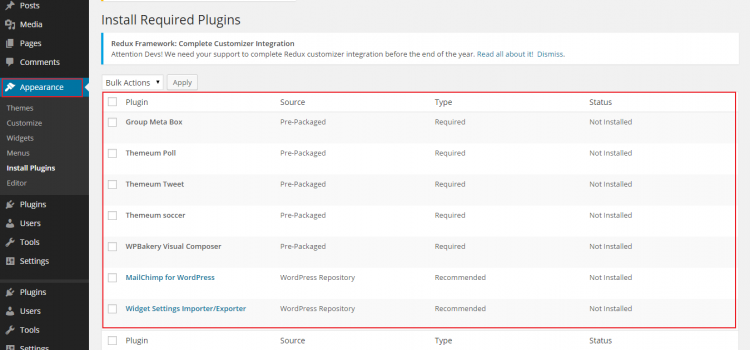 Posts
Media
Pages
Comments
Appearance
Themes
Customize
Widgets
Menus
Install Plugins
Editor
Plugins
Users
Tools
Settings
Plugins
Users
Tools
Settings
Install Required Plugins
Redux Framework: Complete Customizer Integration
Attention Devs! We need your support to complete Redux customizer integration before the end of the year. Read all about it! Dismiss.
Bulk Actions Apply
Plugin Source Type Status
Group Meta Box Pre-Packaged Required Not Installed
Themeum Poll Pre-Packaged Required Not Installed
Themeum Tweet Pre-Packaged Required Not Installed
Themeum soccer Pre-Packaged Required Not Installed
WPBakery Visual Composer Pre-Packaged Required Not Installed
MailChimp for WordPress WordPress Repository Recommended Not Installed
Widget Settings Importer/Exporter WordPress Repository Recommended Not Installed
Plugin Source Type Status